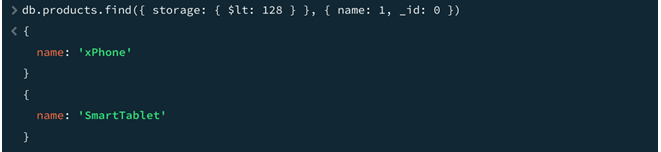 > db.products.find({ storage: { $lt: 128 } }, { name: 1, _id: 0 })
< {
name: 'xPhone'
}
{
name: 'SmartTablet'
}